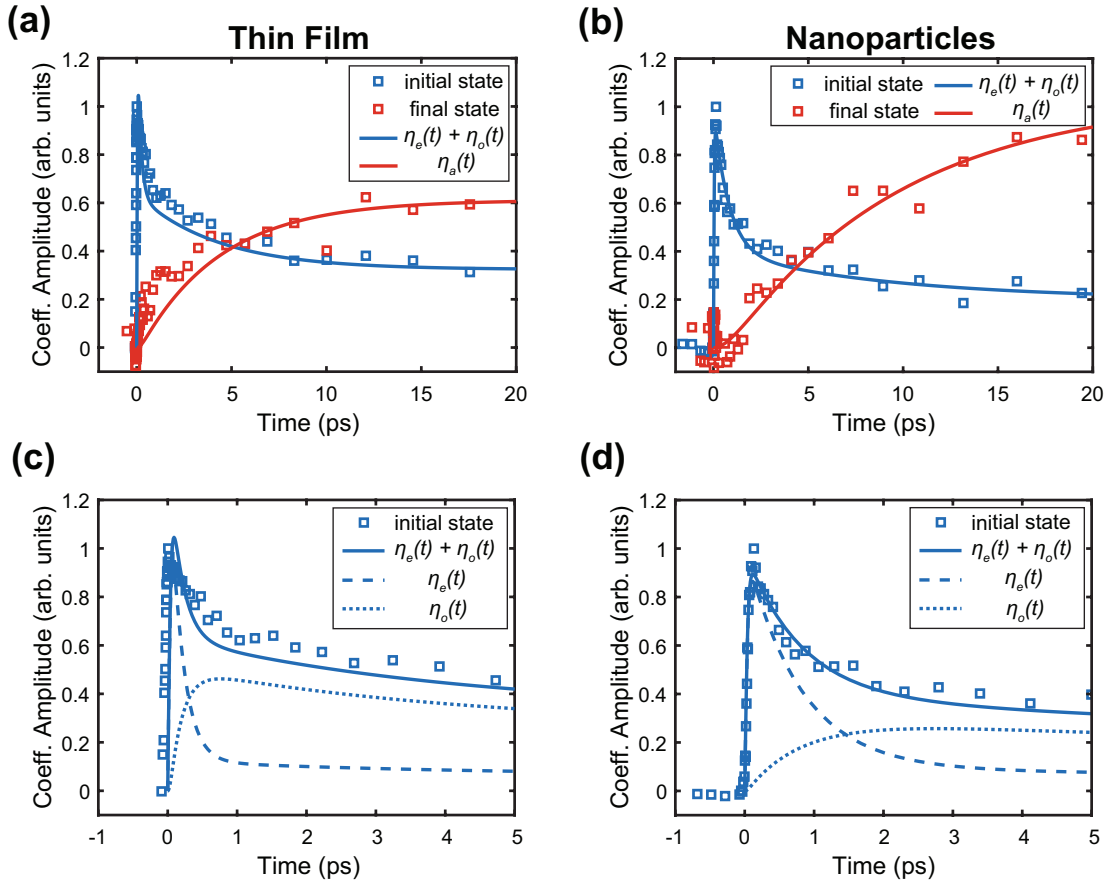 (a)
Thin Film
Coeff. Amplitude (arb. units)
1.2
1
0.8
0.6
0.4
0.2
0
initial state
final state
ηe(t) + ηo(t)
ηa(t)
0 5 10 15 20
Time (ps)
(b)
Nanoparticles
Coeff. Amplitude (arb. units)
1.2
1
0.8
0.6
0.4
0.2
0
initial state ηe(t) + ηo(t)
final state ηa(t)
0 5 10 15 20
Time (ps)
(c)
Coeff. Amplitude (arb. units)
1.2
1
0.8
0.6
0.4
0.2
0
initial state
ηe(t) + ηo(t)
ηe(t)
ηo(t)
-1 0 1 2 3 4 5
Time (ps)
(d)
Coeff. Amplitude (arb. units)
1.2
1
0.8
0.6
0.4
0.2
0
initial state
ηe(t) + ηo(t)
ηe(t)
ηo(t)
-1 0 1 2 3 4 5
Time (ps)